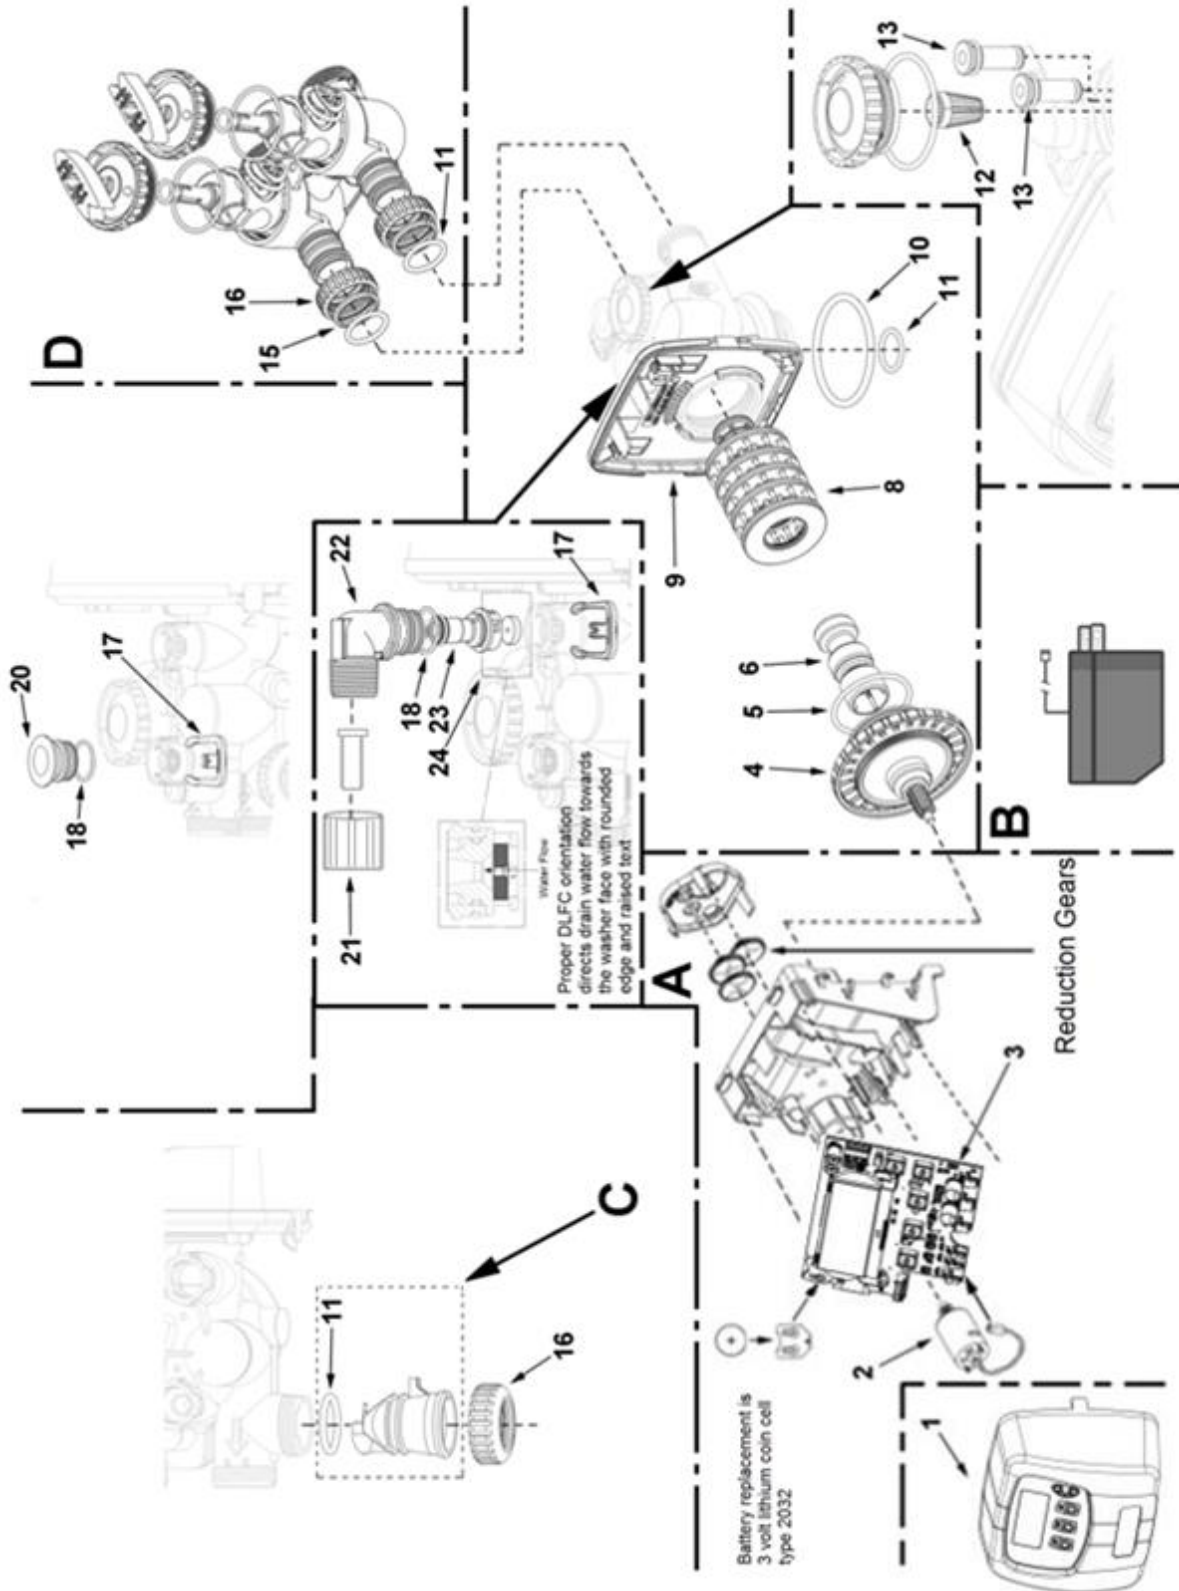 D
16
15
11
13
13
12
20
17
18
22
17
18
23
24
21
Water Flow
Proper DLFC orientation
directs drain water flow towards
the washer face with rounded
edge and raised text
10
11
9
8
6
5
4
B
A
Reduction Gears
3
2
C
11
16
Battery replacement is
3 volt lithium coin cell
type 2032
1